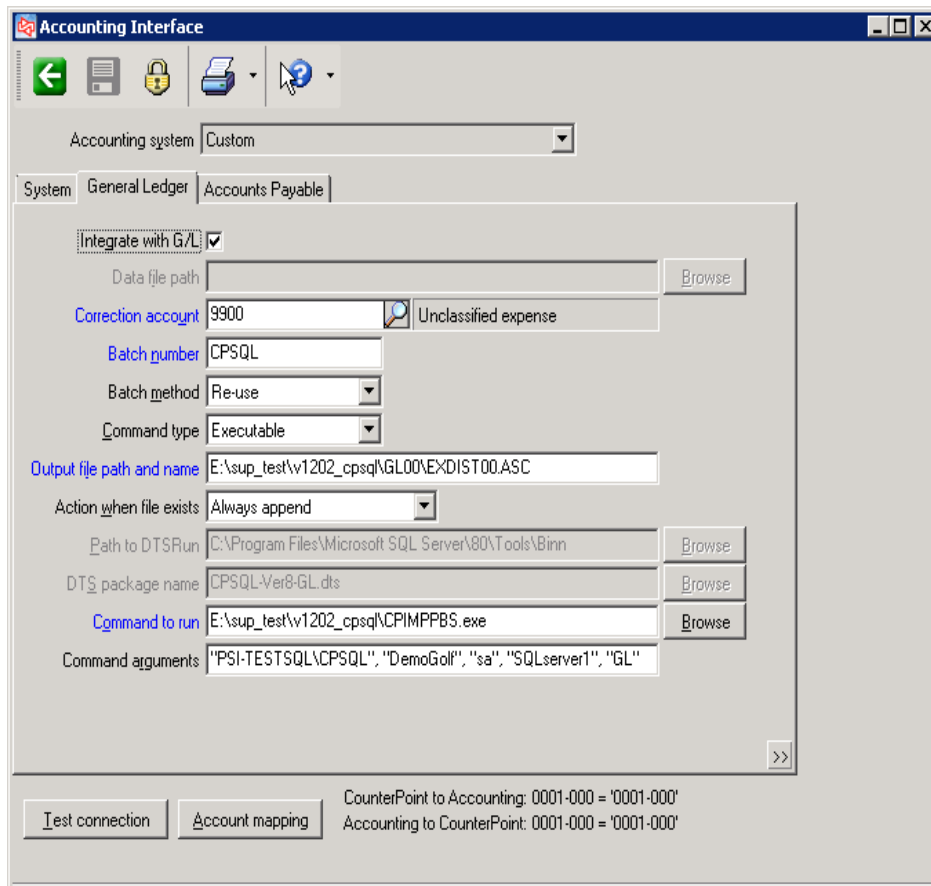 Accounting Interface
Accounting system Custom
System General Ledger Accounts Payable
Integrate with G/L
Data file path Browse
Correction account 9900 Unclassified expense
Batch number CPSQL
Batch method Re-use
Command type Executable
Output file path and name E:\sup_test\v1202_cpsql\GL00\EXDIST00.ASC
Action when file exists Always append
Path to DTSRun C:\Program Files\Microsoft SQL Server\80\Tools\Binn Browse
DTS package name CPSQL-Ver8-GL.dts Browse
Command to run E:\sup_test\v1202_cpsql\CPIMPPBS.exe Browse
Command arguments "PSI-TESTSQL\CPSQL", "DemoGolf", "sa", "SQLserver1", "GL"
>>
Test connection Account mapping CounterPoint to Accounting: 0001-000 = '0001-000'
Accounting to CounterPoint: 0001-000 = '0001-000'